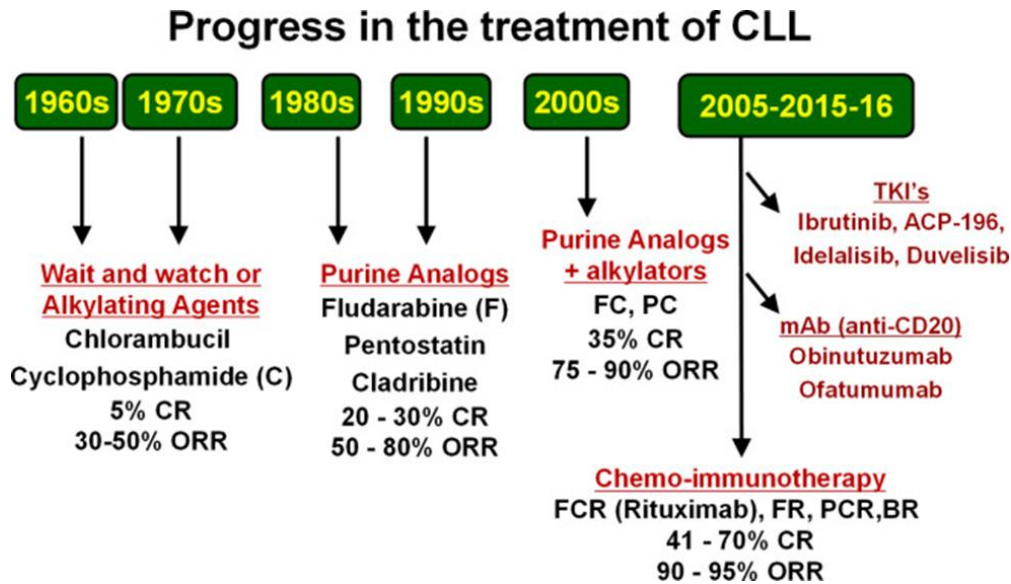 Progress in the treatment of CLL
1960s
1970s
1980s
1990s
2000s
2005-2015-16
Wait and watch or
Alkylating Agents
Chlorambucil
Cyclophosphamide (C)
5% CR
30-50% ORR
Purine Analogs
Fludarabine (F)
Pentostatin
Cladribine
20 - 30% CR
50 - 80% ORR
Purine Analogs
+ alkylators
FC, PC
35% CR
75 - 90% ORR
TKI's
Ibrutinib, ACP-196,
Idelalisib, Duvelisib
mAb (anti-CD20)
Obinutuzumab
Ofatumumab
Chemo-immunotherapy
FCR (Rituximab), FR, PCR,BR
41 - 70% CR
90 - 95% ORR